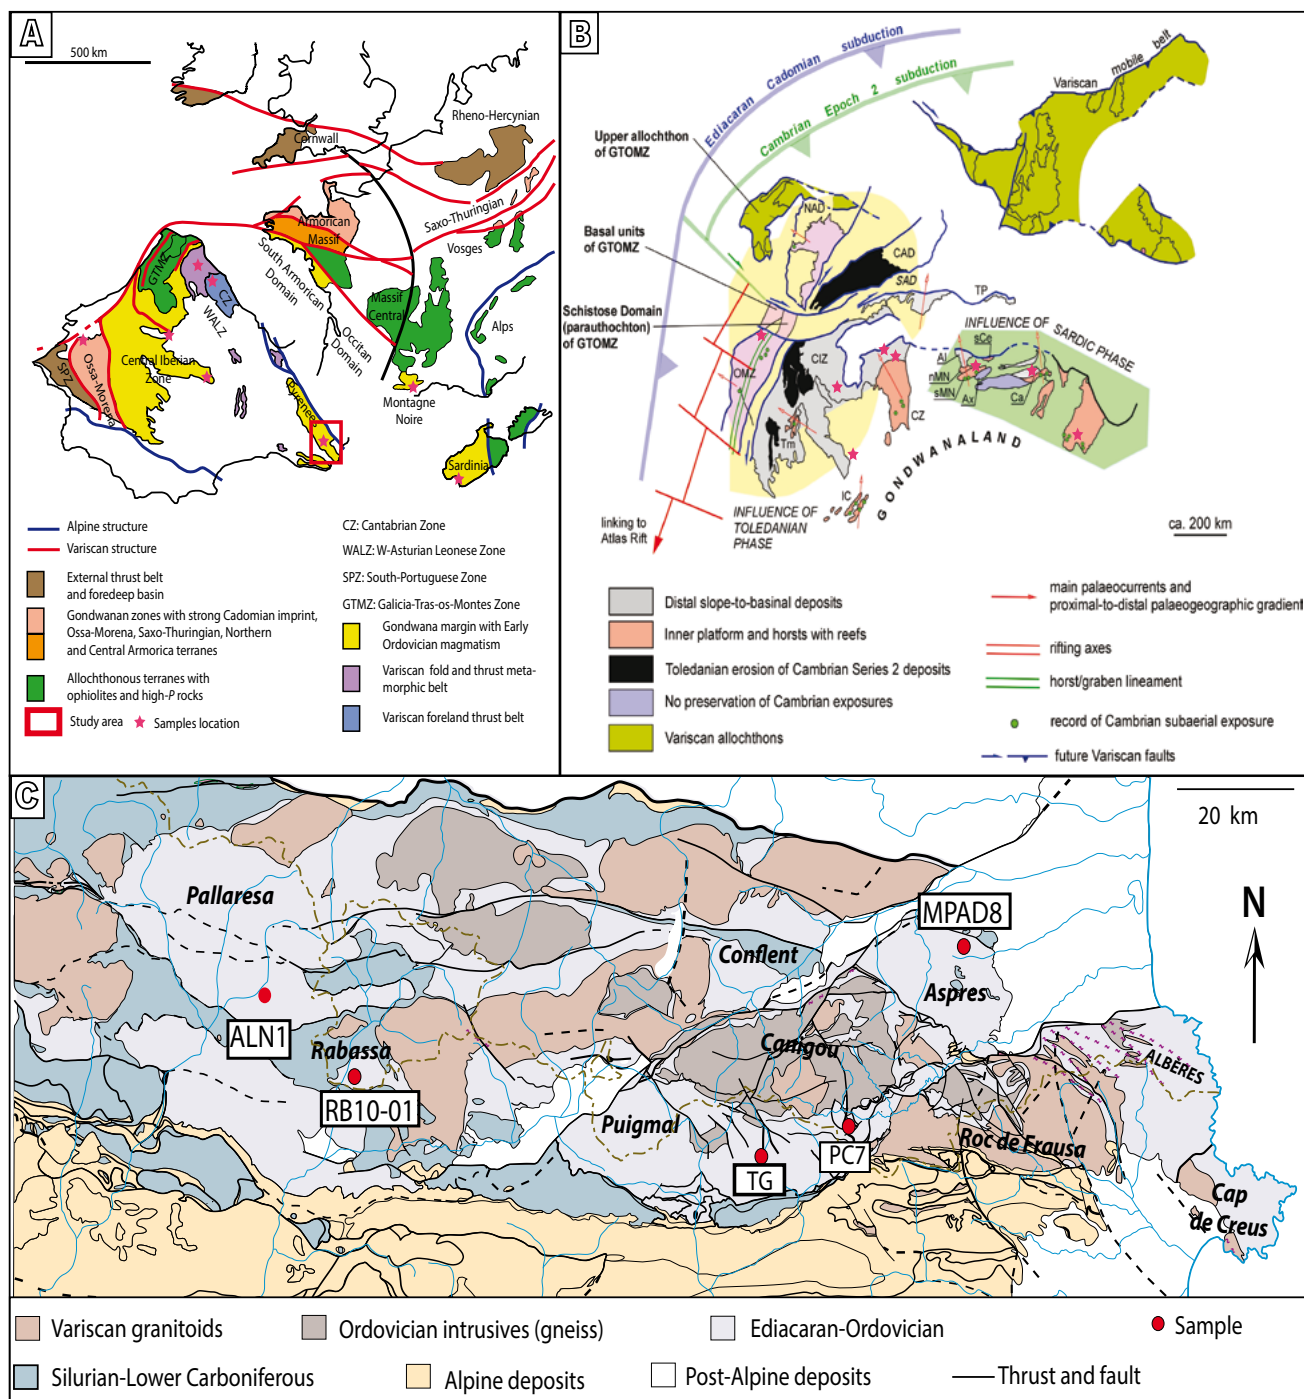 A
500 km
Rheno-Hercynian
Cornwall
Saxo-Thuringian
Armorican
Massif
Vosges
GTMZ
South Armorican
Domain
CZ
WALZ
Massif
Central
Alps
Occitan
Domain
Central Iberian
Zone
Ossa-Morena
SPZ
Pyrenees
Montagne
Noire
Sardinia
Alpine structure
Variscan structure
External thrust belt
and foredeep basin
Gondwanan zones with strong Cadomian imprint,
Ossa-Morena, Saxo-Thuringian, Northern
and Central Armorica terranes
Allochthonous terranes with
ophiolites and high-P rocks
Study area
Samples location
CZ: Cantabrian Zone
WALZ: W-Asturian Leonese Zone
SPZ: South-Portuguese Zone
GTMZ: Galicia-Tras-os-Montes Zone
Gondwana margin with Early
Ordovician magmatism
Variscan fold and thrust meta-
morphic belt
Variscan foreland thrust belt
B
Ediacaran Cadomian subduction
Cambrian Epoch 2 subduction
Variscan mobile belt
Upper allochthon
of GTOMZ
NAD
Basal units
of GTOMZ
CAD
SAD
TP
Schistose Domain
(parauthochton)
of GTOMZ
INFLUENCE OF SARDIC PHASE
sCe
Al
CIZ
OMZ
nMN
sMN
Ax
Ca
CZ
Tm
GONDWANALAND
IC
linking to
Atlas Rift
INFLUENCE OF
TOLEDANIAN
PHASE
ca. 200 km
Distal slope-to-basinal deposits
Inner platform and horsts with reefs
Toledanian erosion of Cambrian Series 2 deposits
No preservation of Cambrian exposures
Variscan allochthons
main palaeocurrents and
proximal-to-distal palaeogeographic gradient
rifting axes
horst/graben lineament
record of Cambrian subaerial exposure
future Variscan faults
C
20 km
N
Pallaresa
MPAD8
Conflent
Aspres
ALN1
Rabassa
Canigou
ALBÈRES
RB10-01
Puigmal
PC7
Roc de Frausa
TG
Cap
de Creus
Variscan granitoids
Ordovician intrusives (gneiss)
Ediacaran-Ordovician
Sample
Silurian-Lower Carboniferous
Alpine deposits
Post-Alpine deposits
Thrust and fault